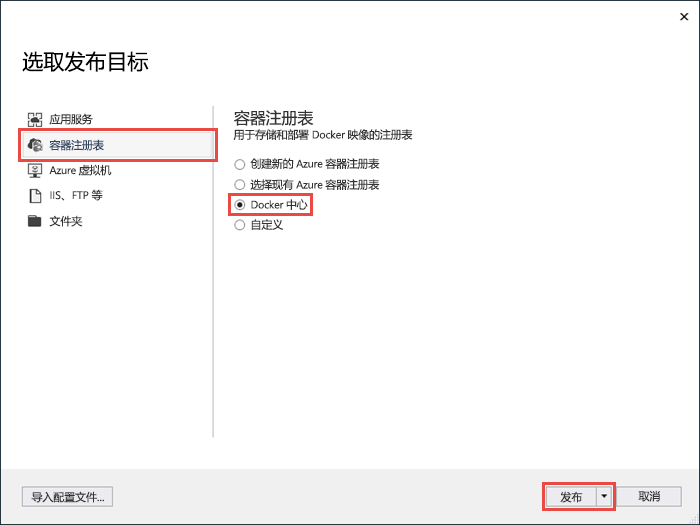 选取发布目标
应用服务
容器注册表
Azure 虚拟机
IIS、FTP 等
文件夹
容器注册表
用于存储和部署 Docker 映像的注册表
创建新的 Azure 容器注册表
选择现有 Azure 容器注册表
Docker 中心
自定义
导入配置文件...
发布
取消